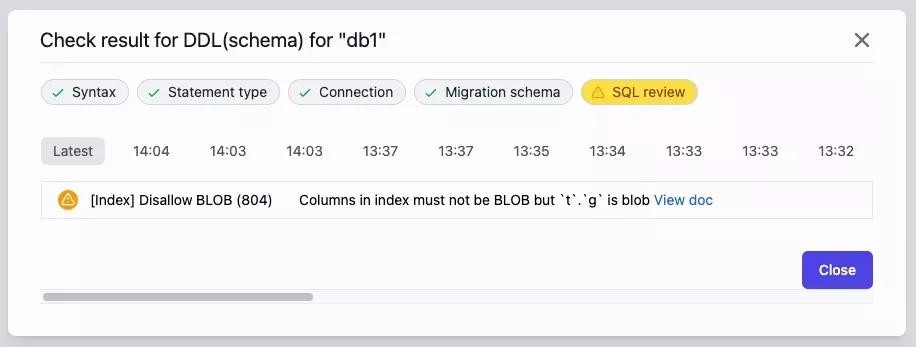 Check result for DDL(schema) for "db1"
Syntax Statement type Connection Migration schema SQL review
Latest 14:04 14:03 14:03 13:37 13:37 13:35 13:34 13:33 13:33 13:32
[Index] Disallow BLOB (804) Columns in index must not be BLOB but `t`.`g` is blob View doc
Close